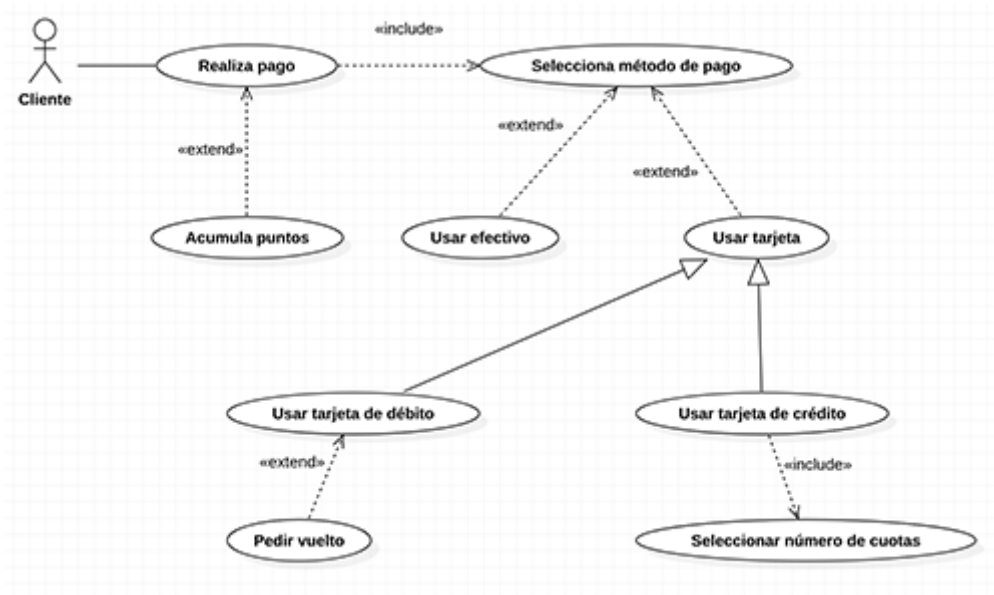 «include»
Realiza pago
Selecciona método de pago
Cliente
«extend»
«extend»
«extend»
Acumula puntos
Usar efectivo
Usar tarjeta
Usar tarjeta de débito
Usar tarjeta de crédito
«extend»
«include»
Pedir vuelto
Seleccionar número de cuotas